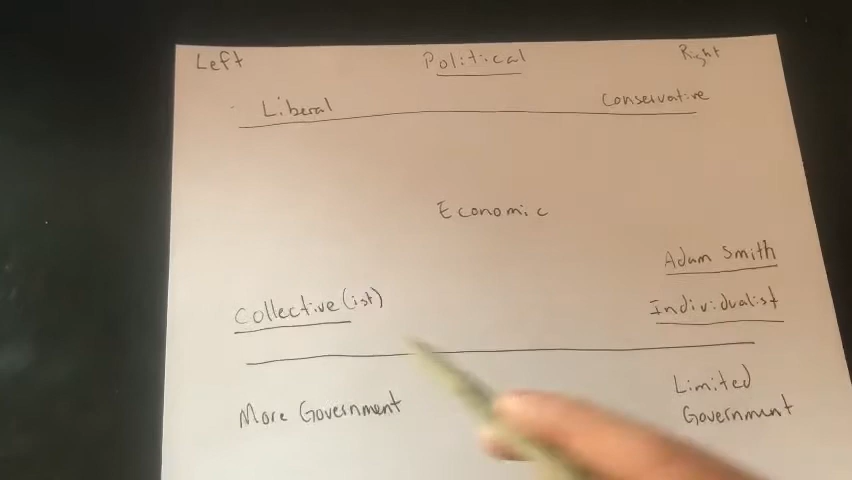 Left Political Right
Liberal Conservative
Economic
Adam Smith
Collective(ist) Individualist
More Government Limited
Government